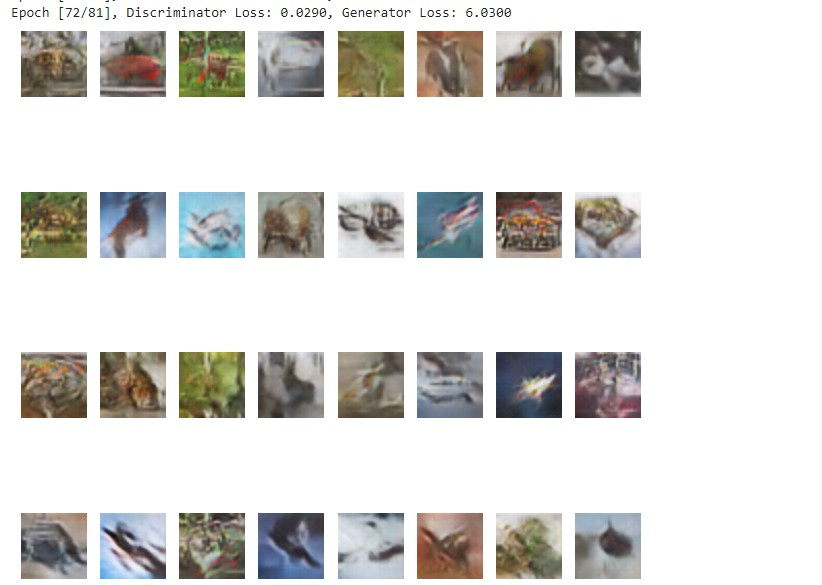 Epoch [72/81], Discriminator Loss: 0.0290, Generator Loss: 6.0300